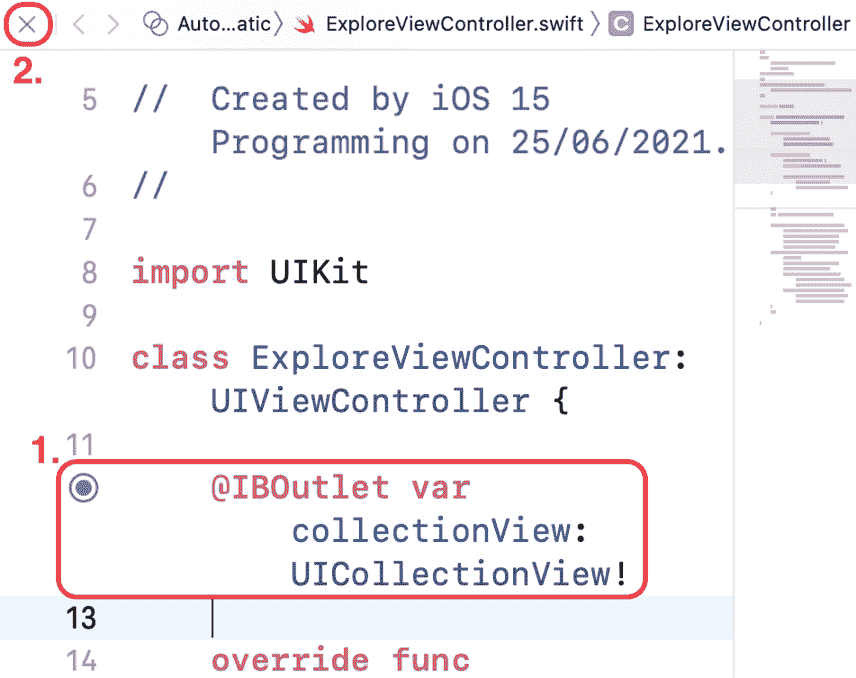 Auto...atic ExploreViewController.swift ExploreViewController
2.
5 // Created by iOS 15
Programming on 25/06/2021.
6 //
7
8 import UIKit
9
10 class ExploreViewController:
UIViewController {
1. 11
@IBOutlet var
collectionView:
UICollectionView!
13
14 override func